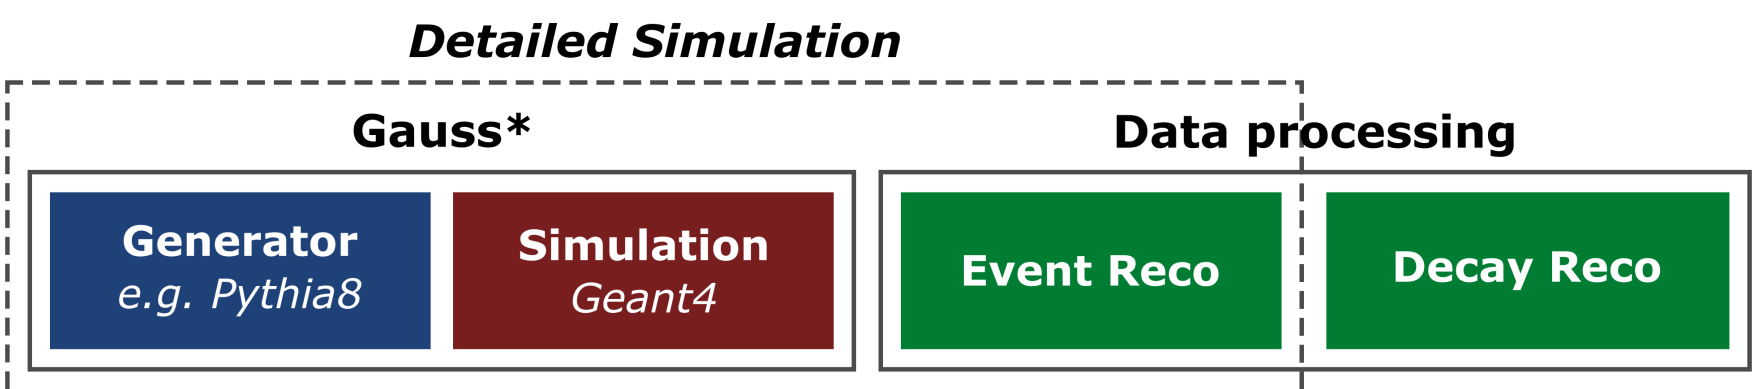 Detailed Simulation
Gauss*
Data processing
Generator
e.g. Pythia8
Simulation
Geant4
Event Reco
Decay Reco